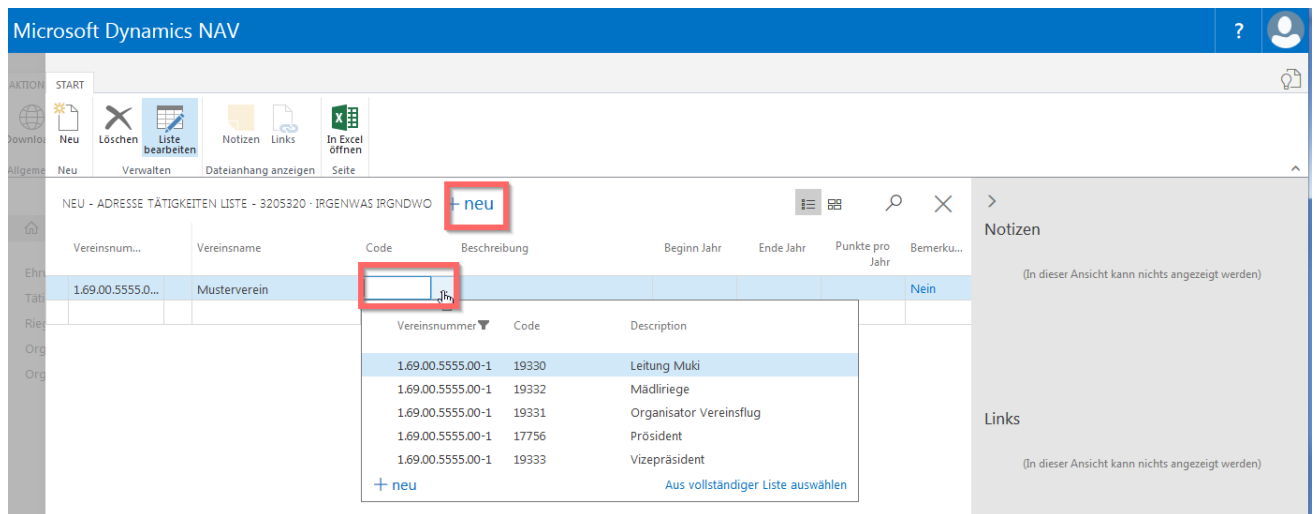 Microsoft Dynamics NAV
?
AKTION START
Downloa Neu Löschen Liste bearbeiten Notizen Links In Excel öffnen
Allgeme Neu Verwalten Dateianhang anzeigen Seite
NEU - ADRESSE TÄTIGKEITEN LISTE - 3205320 · IRGENWAS IRGNDWO + neu
Notizen
Vereinsnum... Vereinsname Code Beschreibung Beginn Jahr Ende Jahr Punkte pro Jahr Bemerku...
(In dieser Ansicht kann nichts angezeigt werden)
Ehru
1.69.00.5555.0... Musterverein Nein
Täti
Rieg
Org
Org
Vereinsnummer Code Description
1.69.00.5555.00-1 19330 Leitung Muki
1.69.00.5555.00-1 19332 Mädliriege
1.69.00.5555.00-1 19331 Organisator Vereinsflug
1.69.00.5555.00-1 17756 Prösident
1.69.00.5555.00-1 19333 Vizepräsident
+ neu Aus vollständiger Liste auswählen
Links
(In dieser Ansicht kann nichts angezeigt werden)